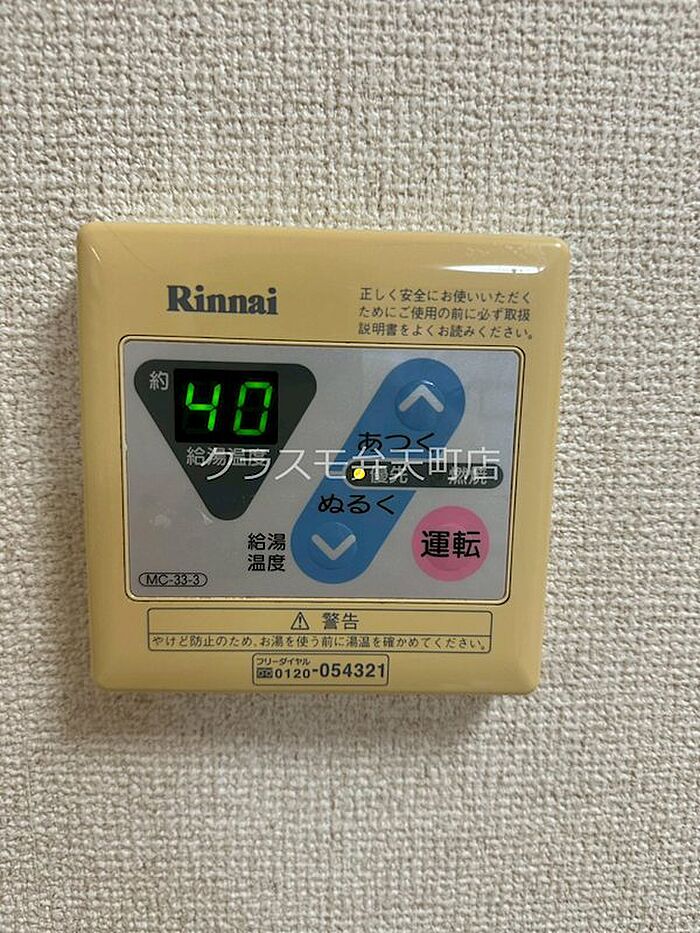 Rinnai
正しく安全にお使いいただく
ためにご使用の前に必ず取扱
説明書をよくお読みください。
約
40
給湯温度
あつく
クラスモ弁天町店
優先
燃焼
ぬるく
給湯
温度
運転
MC-33-3
⚠ 警告
やけど防止のため、お湯を使う前に湯温を確かめてください。
フリーダイヤル
0120-054321